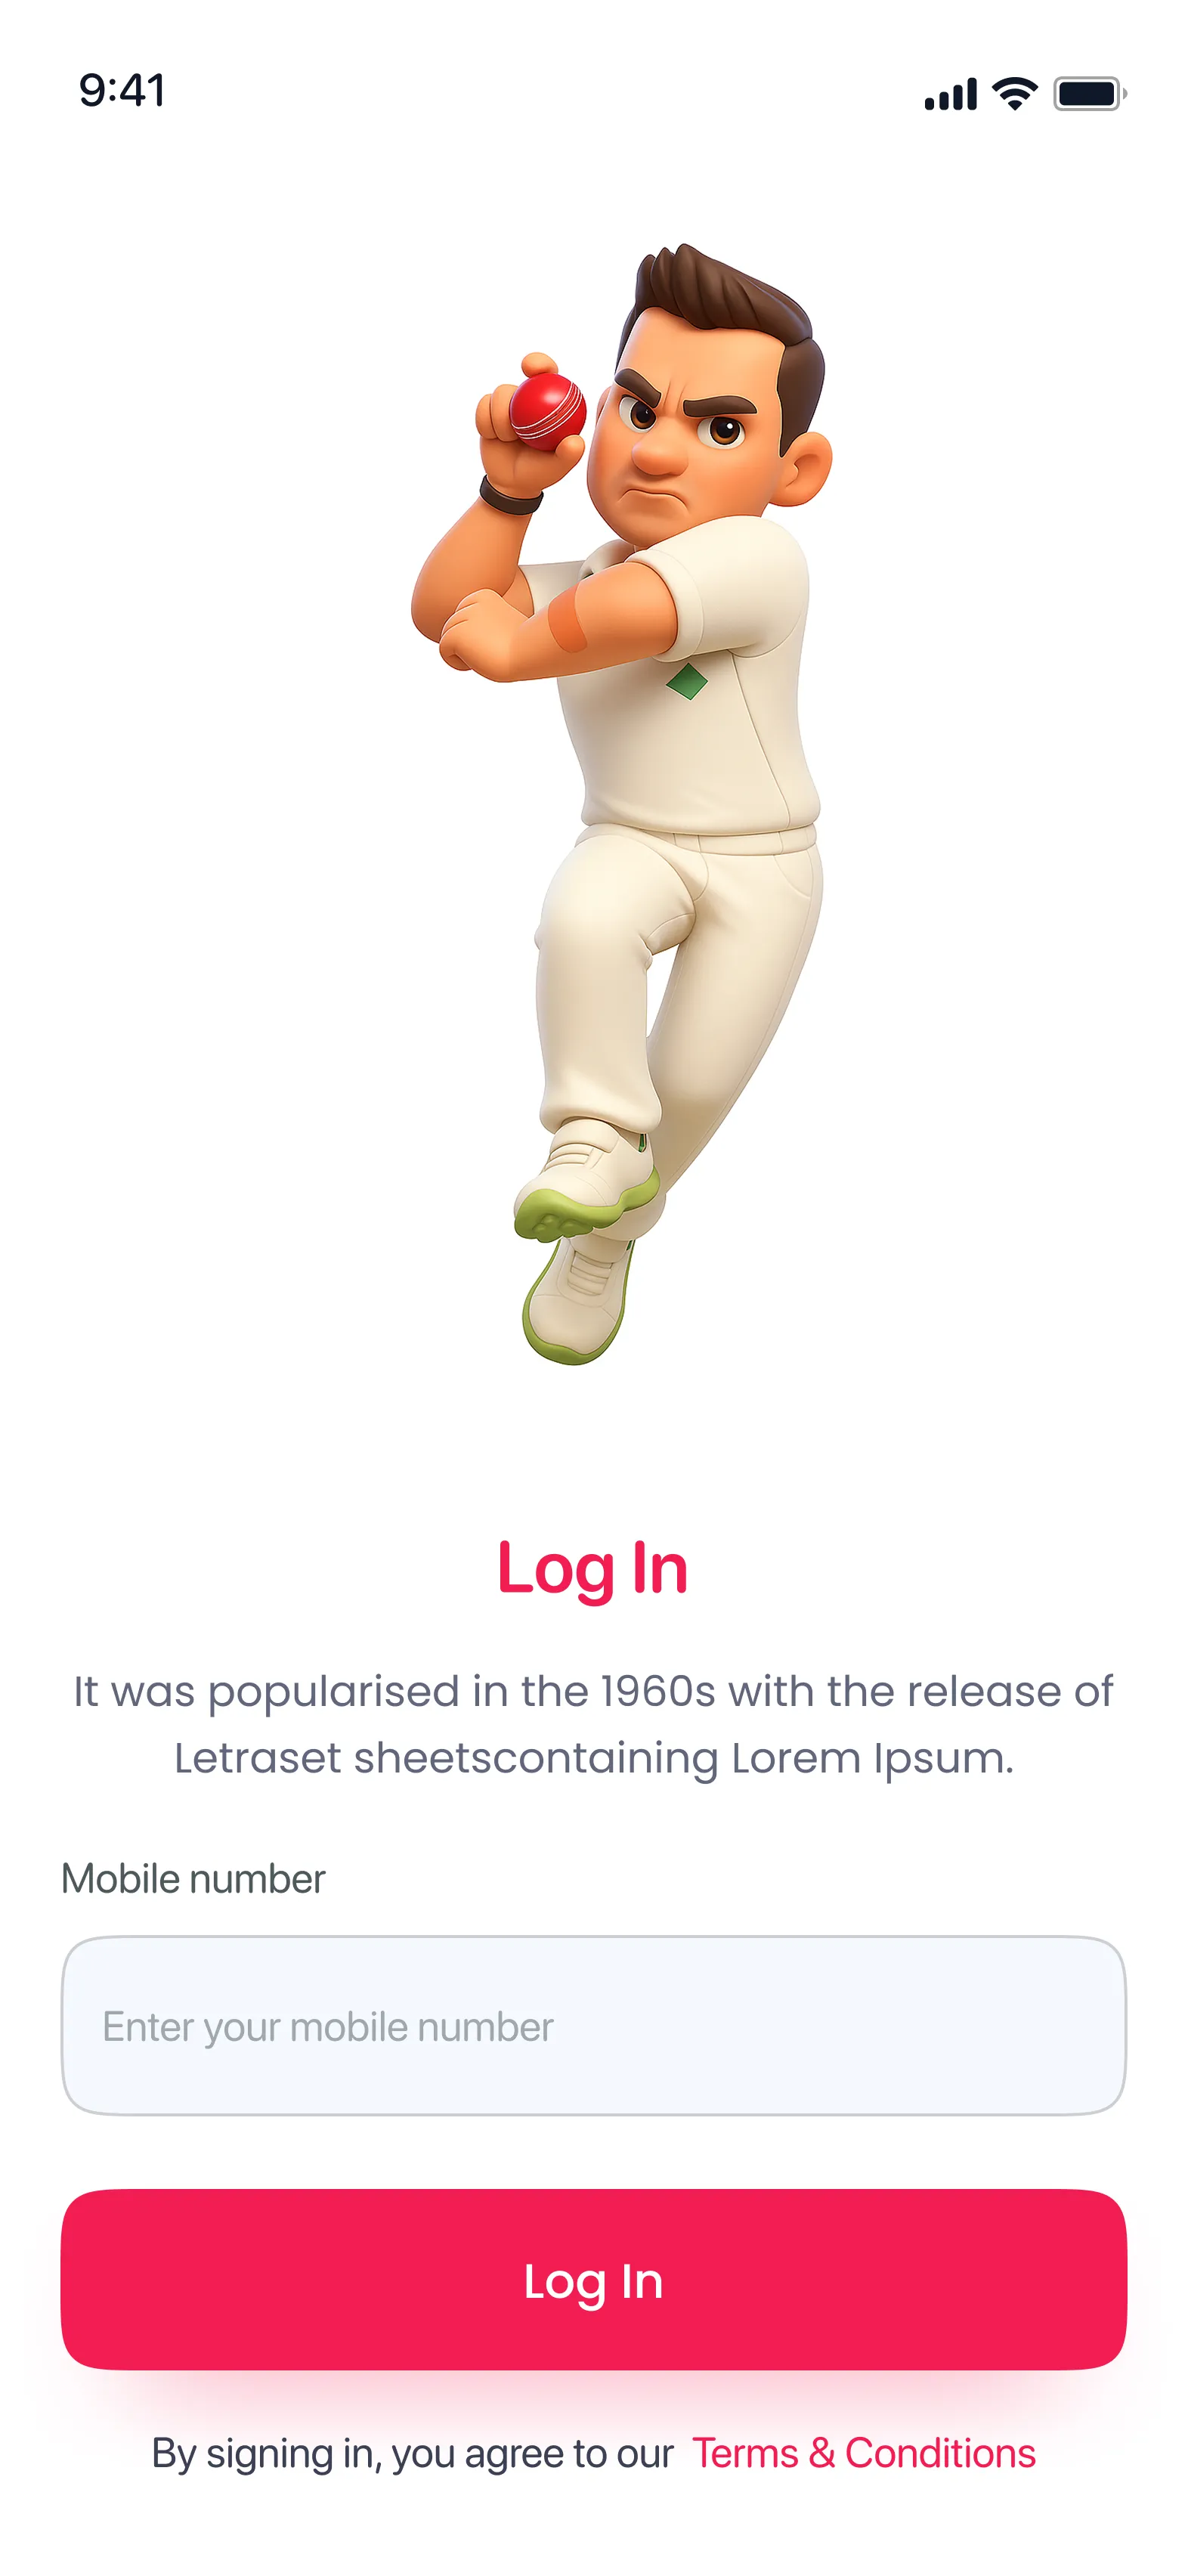 9:41
Log In
It was popularised in the 1960s with the release of
Letraset sheetscontaining Lorem Ipsum.
Mobile number
Enter your mobile number
Log In
By signing in, you agree to our Terms & Conditions